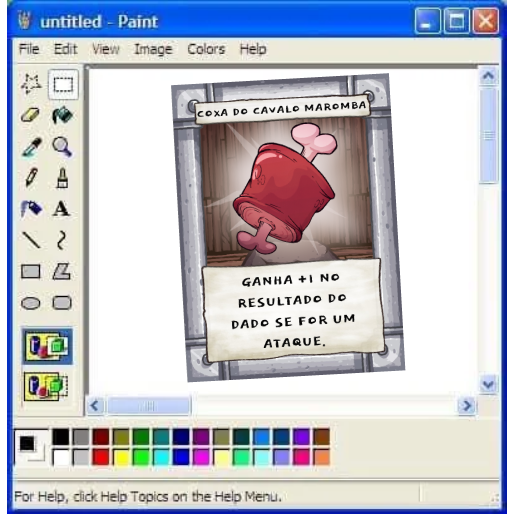 untitled - Paint
File Edit View Image Colors Help
COXA DO CAVALO MAROMBA
GANHA +1 NO
RESULTADO DO
DADO SE FOR UM
ATAQUE.
A
For Help, click Help Topics on the Help Menu.